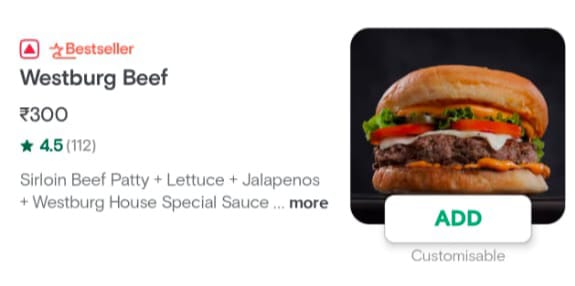 Bestseller
Westburg Beef
₹300
★ 4.5 (112)
Sirloin Beef Patty + Lettuce + Jalapenos
+ Westburg House Special Sauce ... more
ADD
Customisable